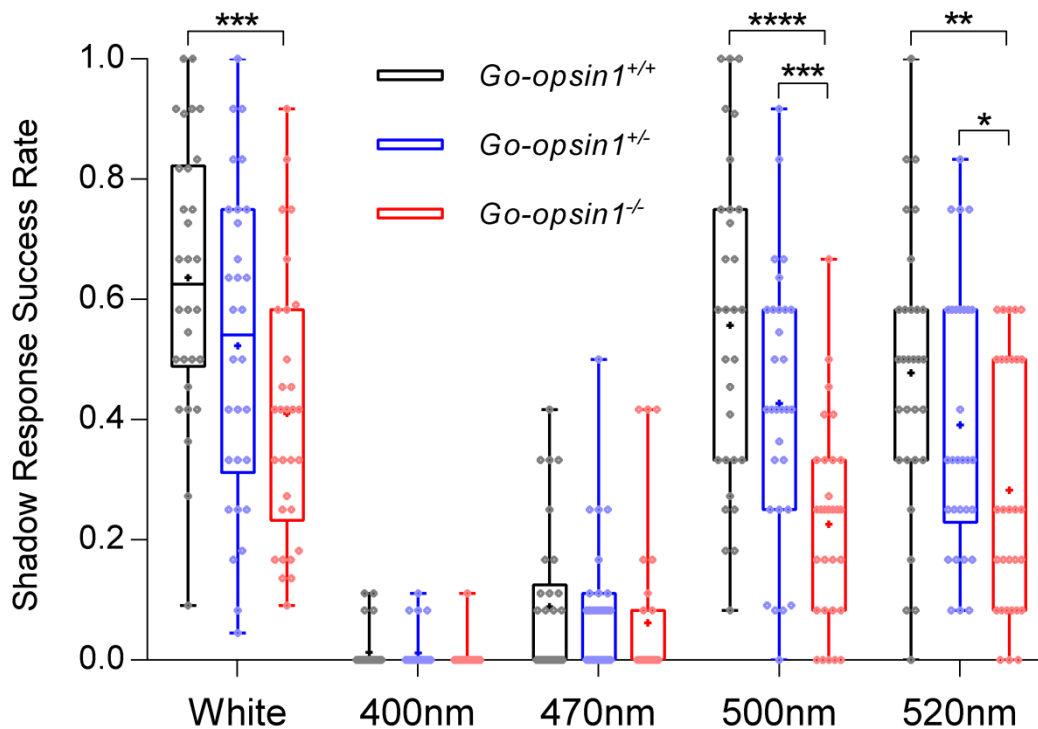 *** **** **
*** *
1.0
0.8
0.6
0.4
0.2
0.0
Shadow Response Success Rate
Go-opsin1+/+
Go-opsin1+/-
Go-opsin1-/-
White 400nm 470nm 500nm 520nm